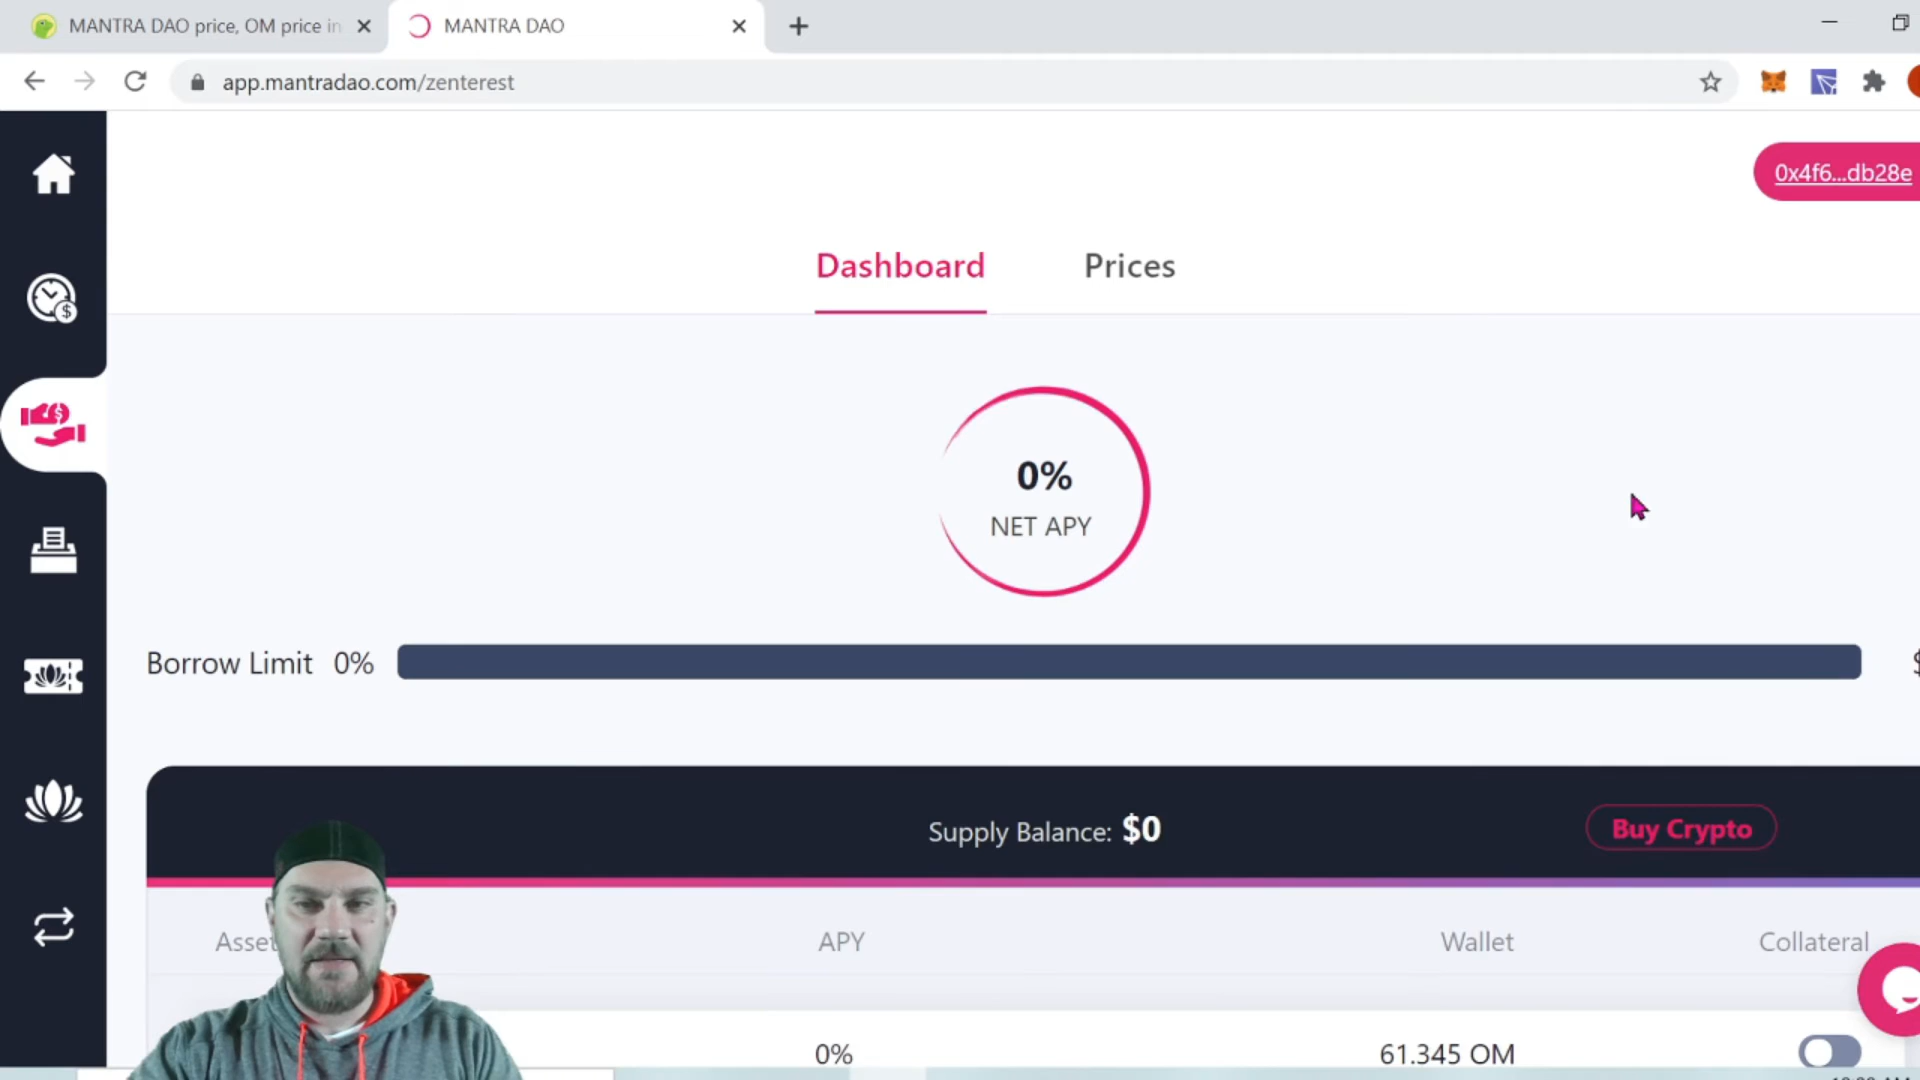 MANTRA DAO price, OM price in
MANTRA DAO
app.mantradao.com/zenterest
0x4f6...db28e
Dashboard
Prices
0%
NET APY
Borrow Limit 0%
$
Supply Balance: $0
Buy Crypto
Asset
APY
Wallet
Collateral
0%
61.345 OM